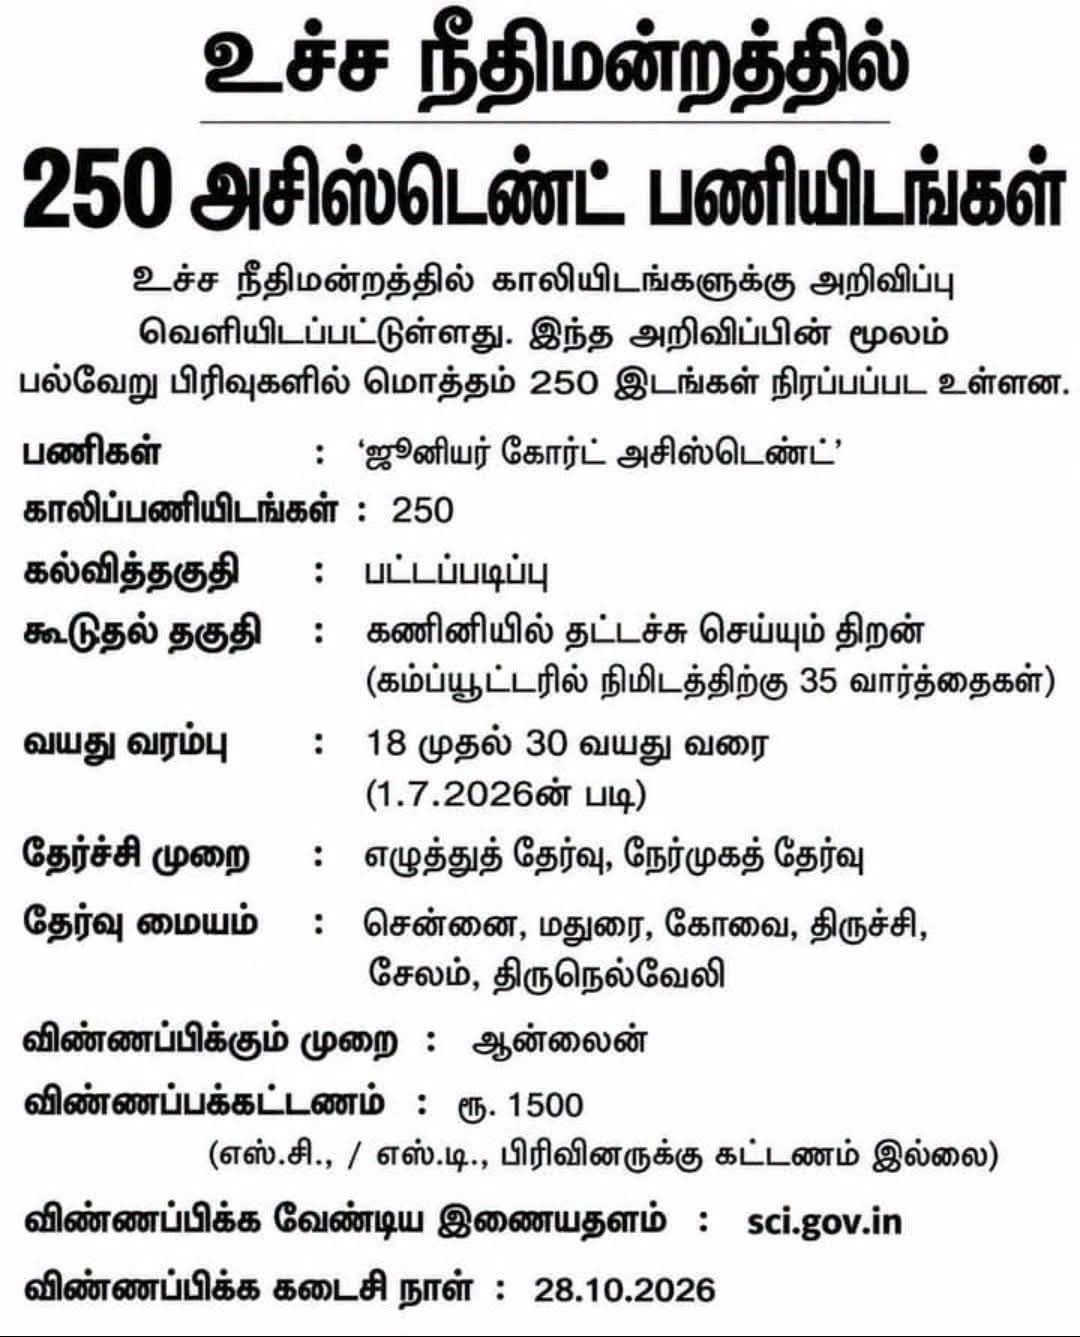 உச்ச நீதிமன்றத்தில்
250 அசிஸ்டெண்ட் பணியிடங்கள்
உச்ச நீதிமன்றத்தில் காலியிடங்களுக்கு அறிவிப்பு
வெளியிடப்பட்டுள்ளது. இந்த அறிவிப்பின் மூலம்
பல்வேறு பிரிவுகளில் மொத்தம் 250 இடங்கள் நிரப்பப்பட உள்ளன.
பணிகள் : ‘ஜூனியர் கோர்ட் அசிஸ்டெண்ட்’
காலிப்பணியிடங்கள் : 250
கல்வித்தகுதி : பட்டப்படிப்பு
கூடுதல் தகுதி : கணினியில் தட்டச்சு செய்யும் திறன்
(கம்ப்யூட்டரில் நிமிடத்திற்கு 35 வார்த்தைகள்)
வயது வரம்பு : 18 முதல் 30 வயது வரை
(1.7.2026ன் படி)
தேர்ச்சி முறை : எழுத்துத் தேர்வு, நேர்முகத் தேர்வு
தேர்வு மையம் : சென்னை, மதுரை, கோவை, திருச்சி,
சேலம், திருநெல்வேலி
விண்ணப்பிக்கும் முறை : ஆன்லைன்
விண்ணப்பக்கட்டணம் : ரூ. 1500
(எஸ்.சி., / எஸ்.டி., பிரிவினருக்கு கட்டணம் இல்லை)
விண்ணப்பிக்க வேண்டிய இணையதளம் : sci.gov.in
விண்ணப்பிக்க கடைசி நாள் : 28.10.2026